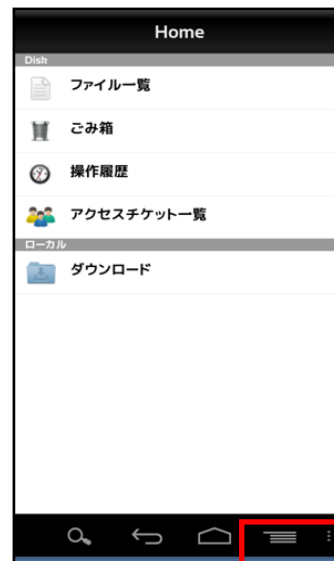 Home
Disk
ファイル一覧
ごみ箱
操作履歴
アクセスチケット一覧
ローカル
ダウンロード